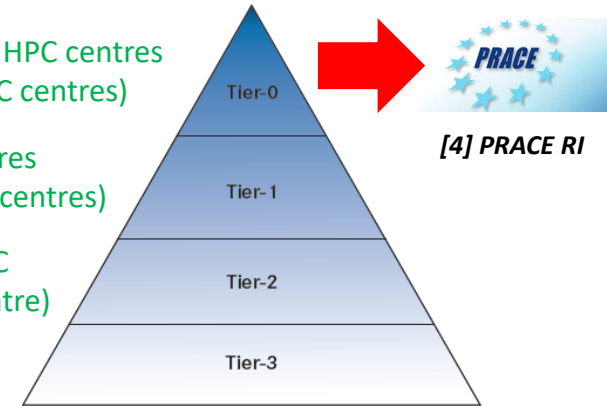 HPC centres
C centres)
Tier-0
PRACE
[4] PRACE RI
res
centres)
Tier-1
C
tre)
Tier-2
Tier-3